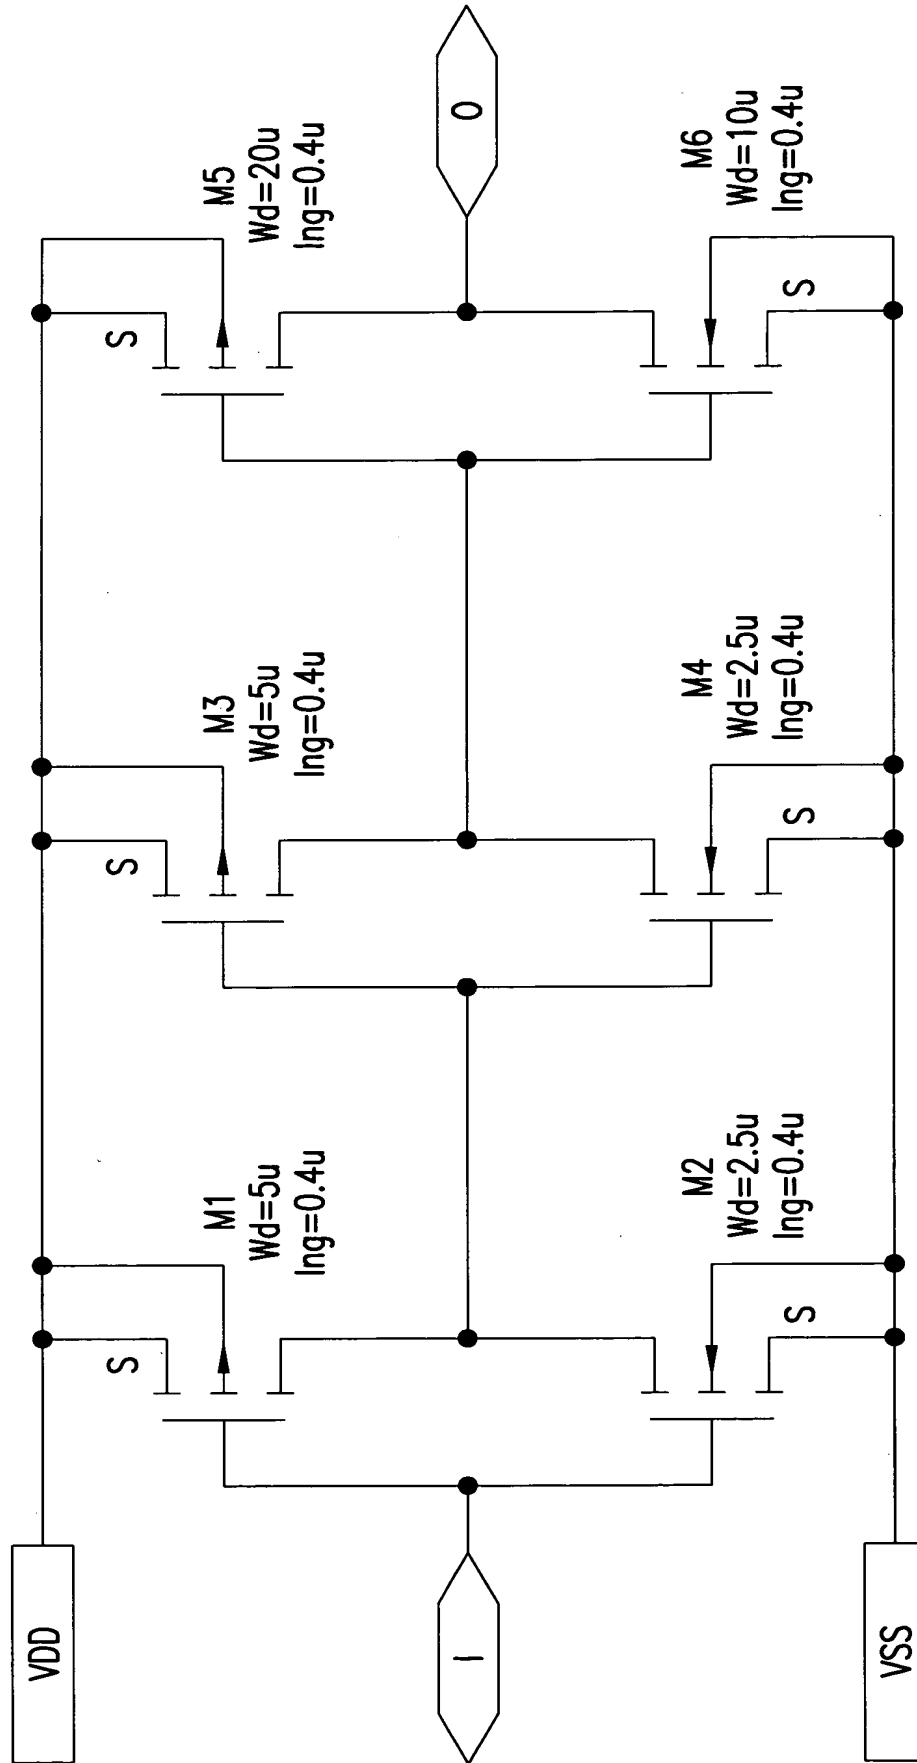 VDD
I
VSS
S
M1
Wd=5u
lng=0.4u
M2
Wd=2.5u
lng=0.4u
S
S
M3
Wd=5u
lng=0.4u
M4
Wd=2.5u
lng=0.4u
S
S
M5
Wd=20u
lng=0.4u
M6
Wd=10u
lng=0.4u
S
O